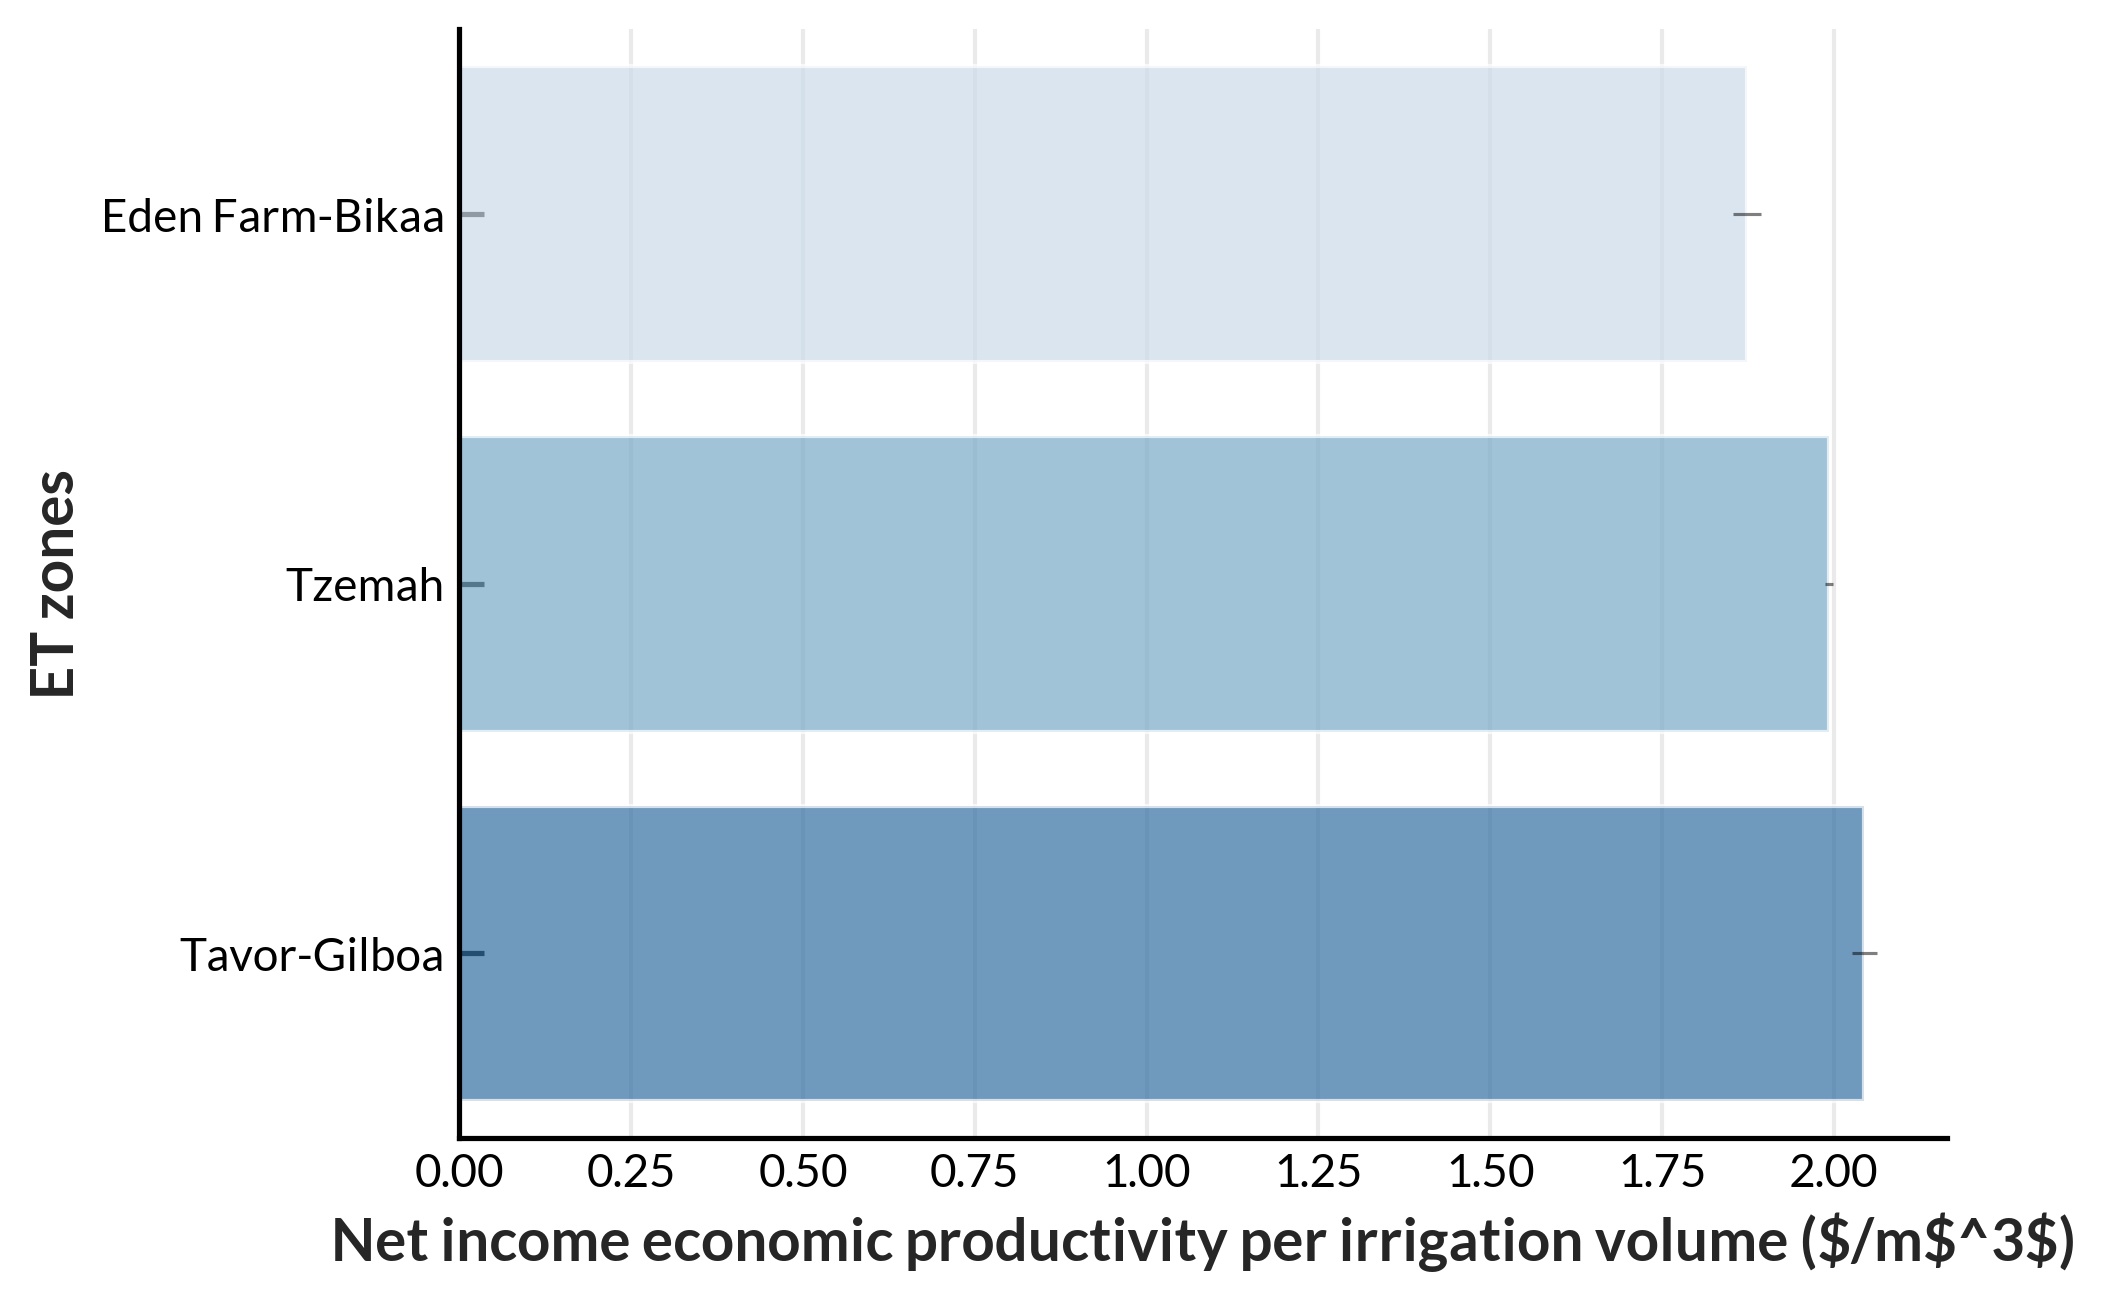 Eden Farm-Bikaa
Tzemah
Tavor-Gilboa
ET zones
0.00 0.25 0.50 0.75 1.00 1.25 1.50 1.75 2.00
Net income economic productivity per irrigation volume ($/m$^3$)